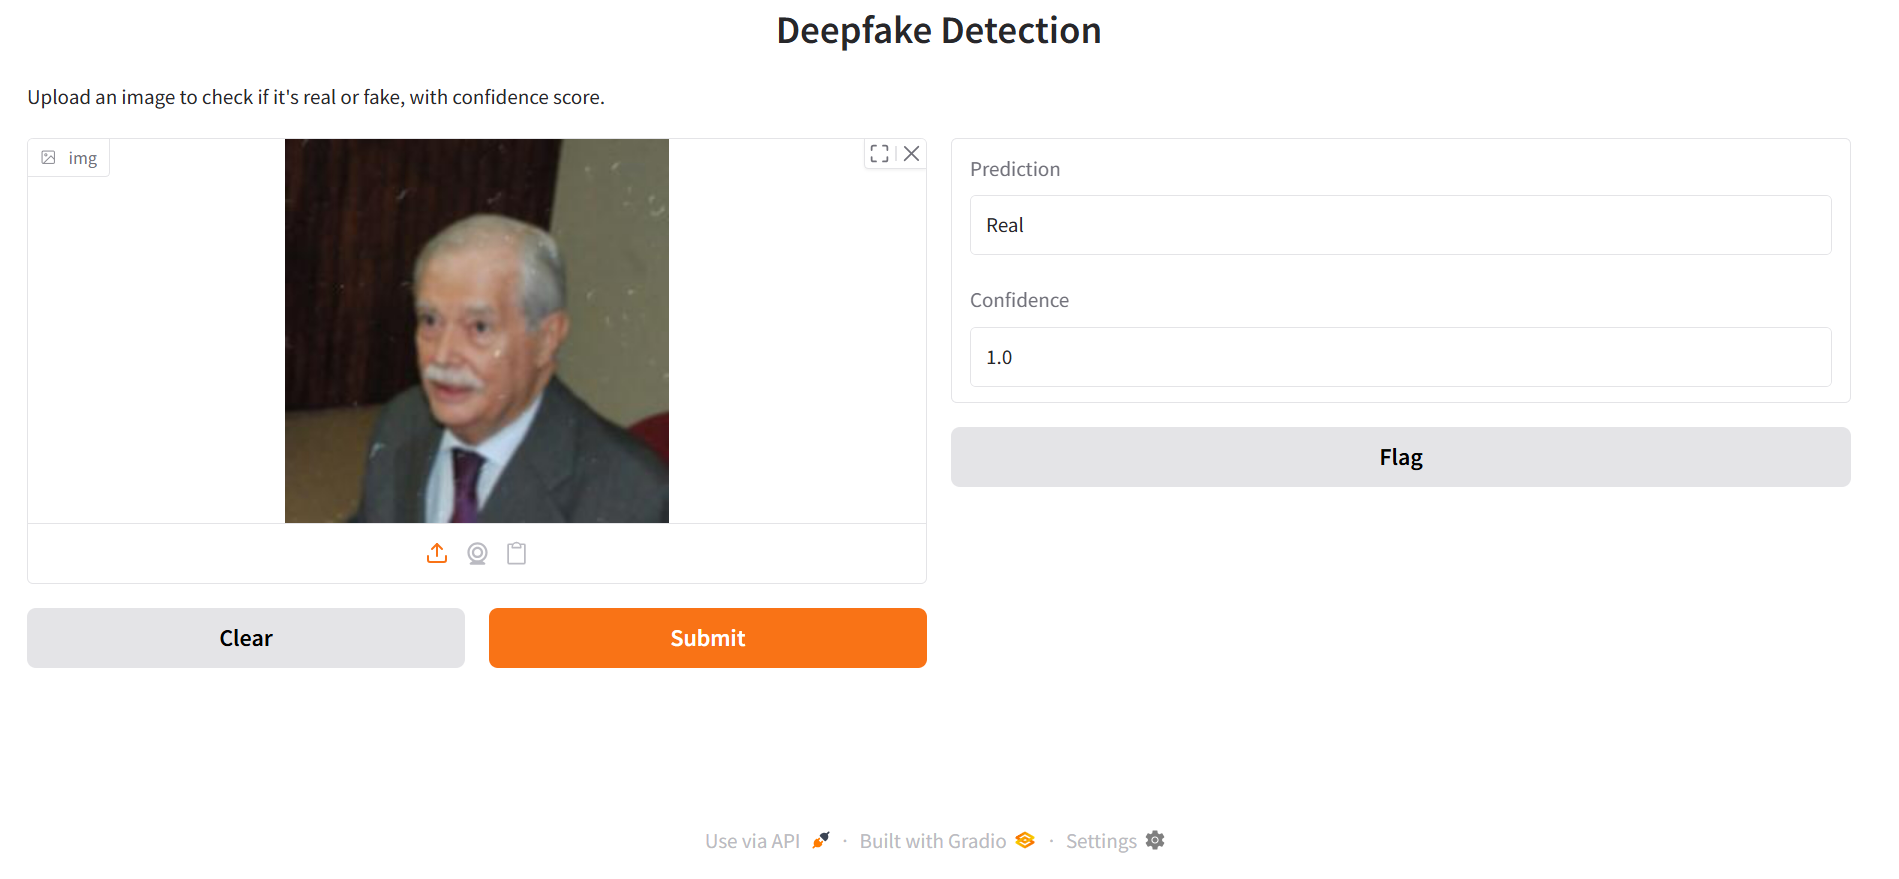 Deepfake Detection
Upload an image to check if it's real or fake, with confidence score.
img
Prediction
Real
Confidence
1.0
Flag
Clear
Submit
Use via API · Built with Gradio · Settings